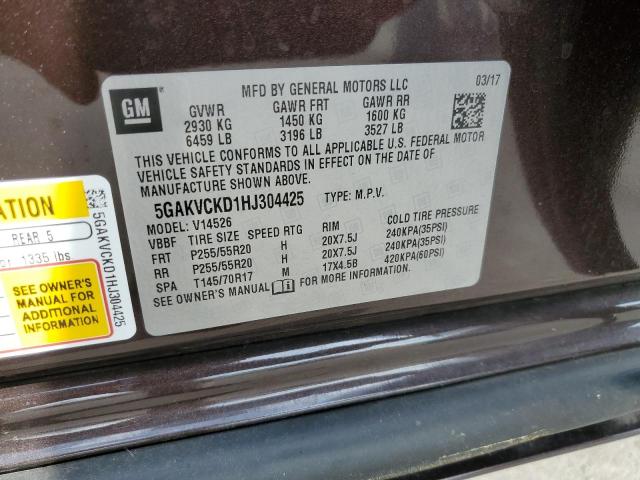 MFD BY GENERAL MOTORS LLC
03/17
GM
GVWR GAWR FRT GAWR RR
2930 KG 1450 KG 1600 KG
6459 LB 3196 LB 3527 LB
THIS VEHICLE CONFORMS TO ALL APPLICABLE U.S. FEDERAL MOTOR
VEHICLE SAFETY STANDARDS IN EFFECT ON THE DATE OF
MANUFACTURE SHOWN ABOVE.
5GAKVCKD1HJ304425 TYPE: M.P.V.
MODEL: V14526
VBBF TIRE SIZE SPEED RTG RIM COLD TIRE PRESSURE
FRT P255/55R20 H 20X7.5J 240KPA(35PSI)
RR P255/55R20 H 20X7.5J 240KPA(35PSI)
SPA T145/70R17 M 17X4.5B 420KPA(60PSI)
SEE OWNER'S MANUAL FOR MORE INFORMATION.
ATION
REAR 5
1335 lbs
SEE OWNER'S
MANUAL FOR
ADDITIONAL
INFORMATION
5GAKVCKD1HJ304425